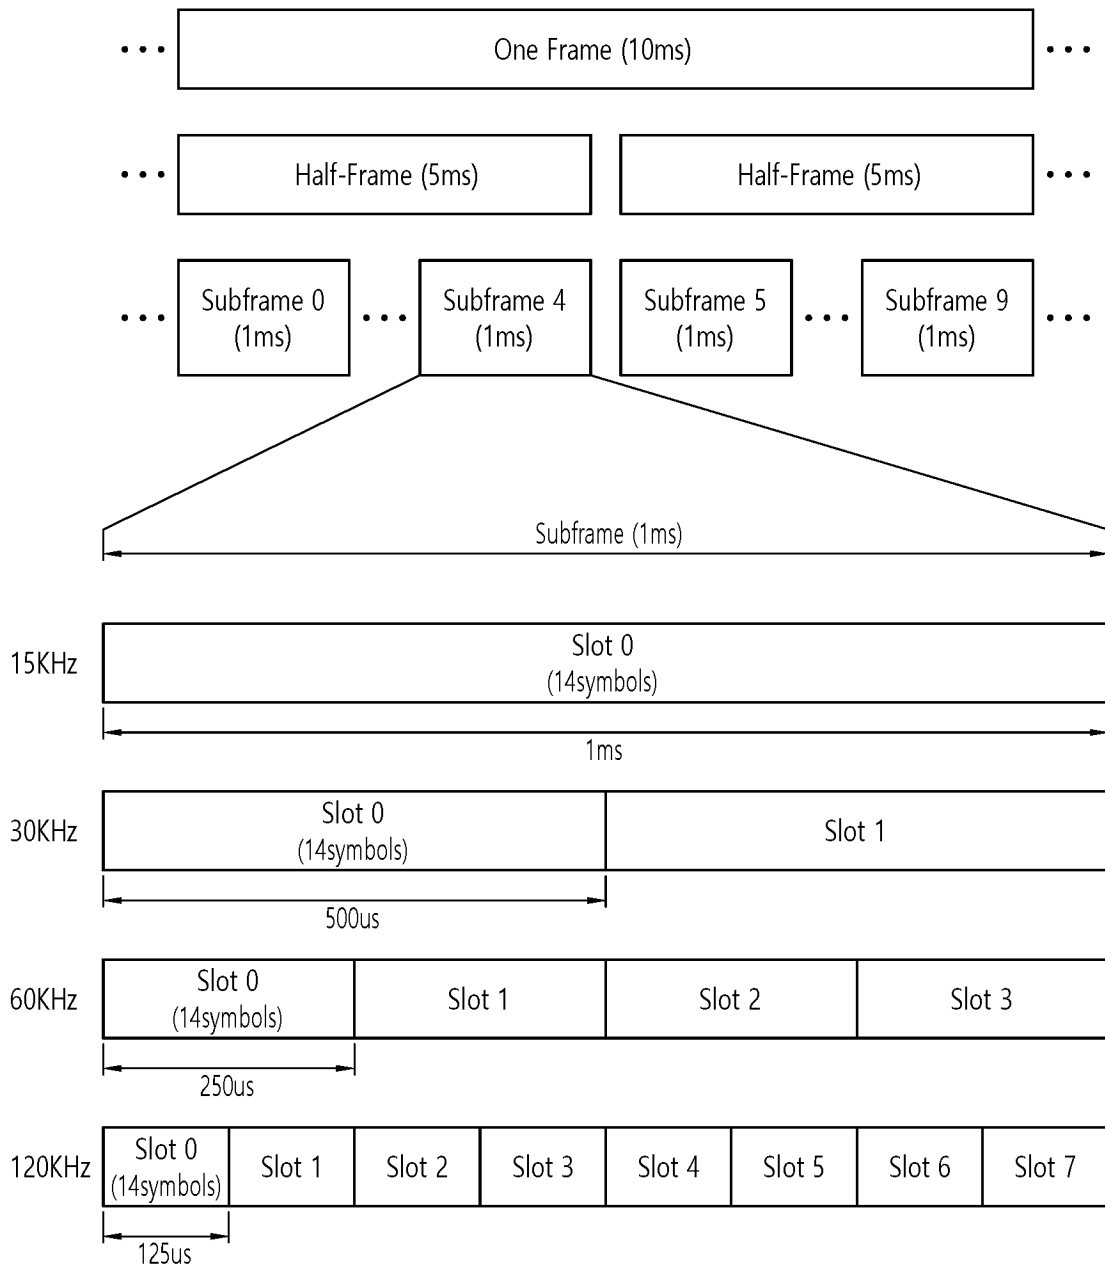 One Frame (10ms)
Half-Frame (5ms)
Half-Frame (5ms)
Subframe 0
(1ms)
Subframe 4
(1ms)
Subframe 5
(1ms)
Subframe 9
(1ms)
Subframe (1ms)
15KHz
Slot 0
(14symbols)
1ms
30KHz
Slot 0
(14symbols)
Slot 1
500us
60KHz
Slot 0
(14symbols)
Slot 1
Slot 2
Slot 3
250us
120KHz
Slot 0
(14symbols)
Slot 1
Slot 2
Slot 3
Slot 4
Slot 5
Slot 6
Slot 7
125us